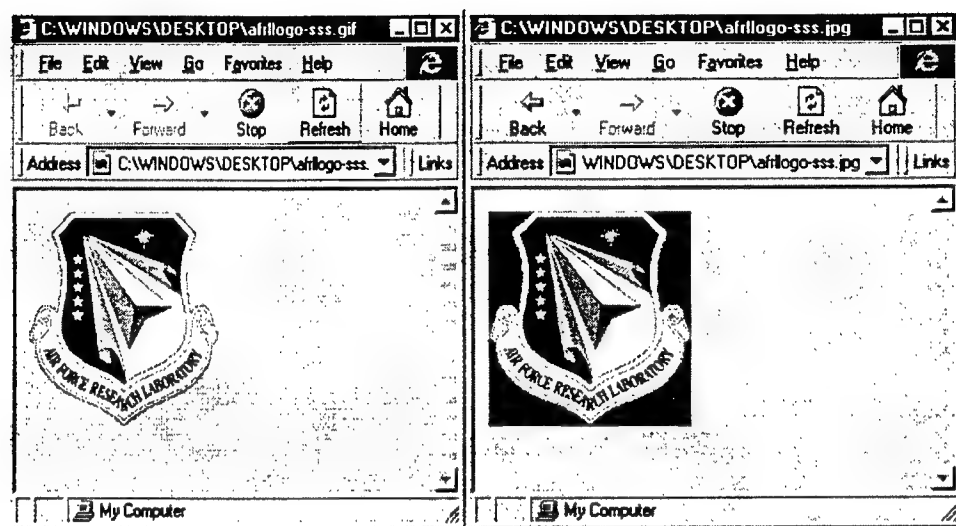 C:\WINDOWS\DESKTOP\afrllogo-sss.gif
File Edit View Go Favorites Help
Back Forward Stop Refresh Home
Address C:\WINDOWS\DESKTOP\afrllogo-sss. Links
AIR FORCE RESEARCH LABORATORY
My Computer
C:\WINDOWS\DESKTOP\afrllogo-sss.jpg
File Edit View Go Favorites Help
Back Forward Stop Refresh Home
Address WINDOWS\DESKTOP\afrllogo-sss.jpg Links
AIR FORCE RESEARCH LABORATORY
My Computer